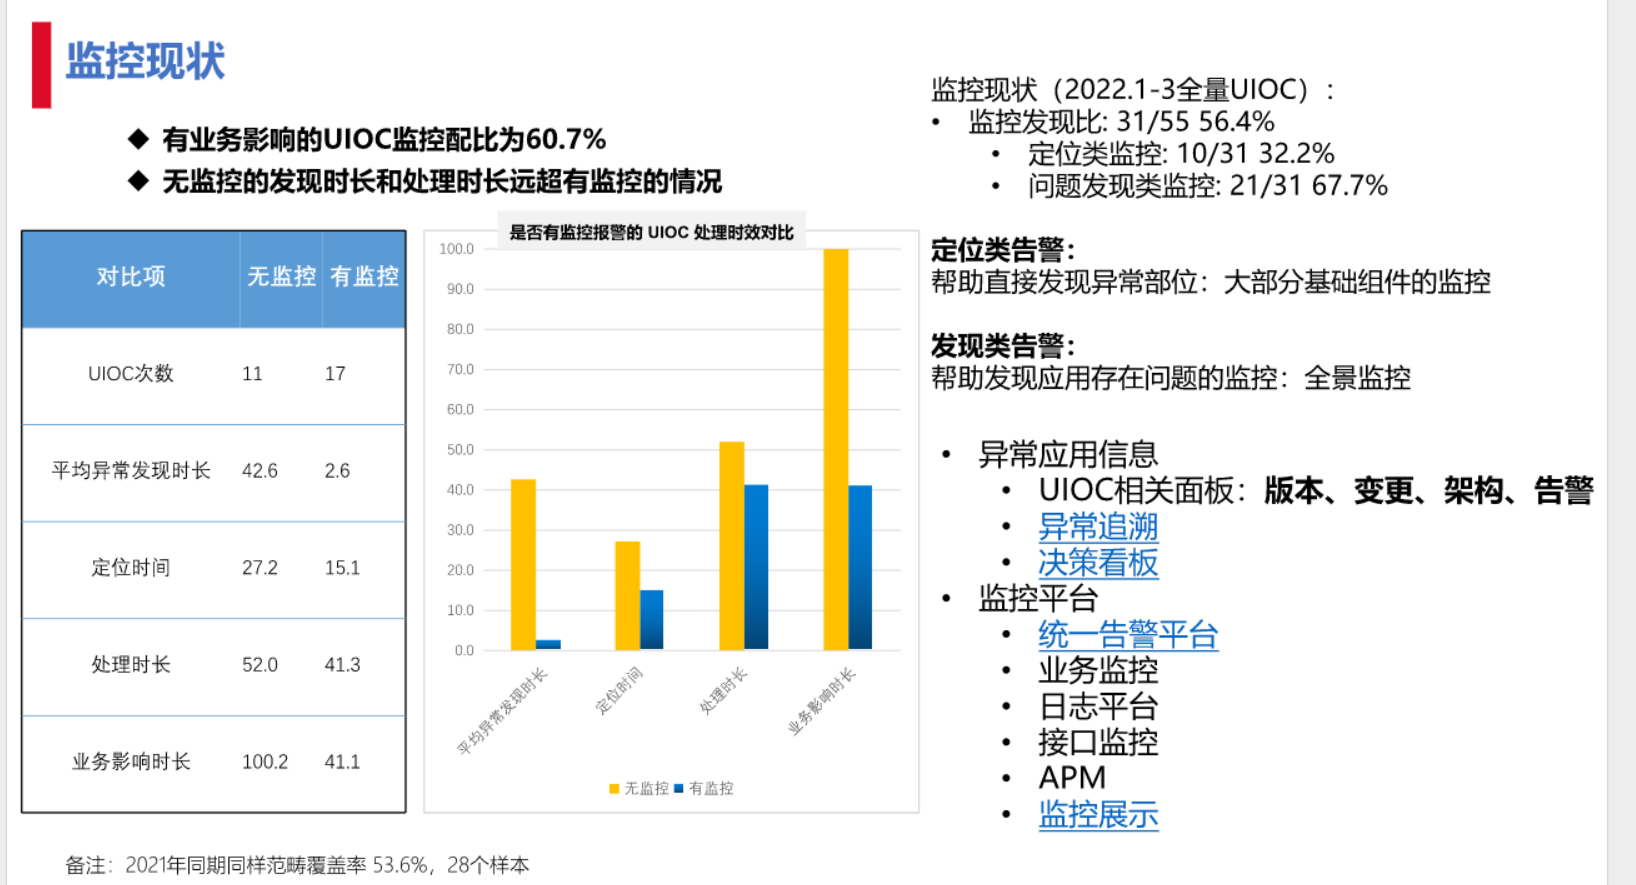 监控现状
◆ 有业务影响的UIOC监控配比为60.7%
◆ 无监控的发现时长和处理时长远超有监控的情况
对比项 无监控 有监控
UIOC次数 11 17
平均异常发现时长 42.6 2.6
定位时间 27.2 15.1
处理时长 52.0 41.3
业务影响时长 100.2 41.1
是否有监控报警的 UIOC 处理时效对比
100.0
90.0
80.0
70.0
60.0
50.0
40.0
30.0
20.0
10.0
0.0
平均异常发现时长
定位时间
处理时长
业务影响时长
无监控 有监控
监控现状（2022.1-3全量UIOC）：
• 监控发现比: 31/55 56.4%
• 定位类监控: 10/31 32.2%
• 问题发现类监控: 21/31 67.7%
定位类告警：
帮助直接发现异常部位：大部分基础组件的监控
发现类告警：
帮助发现应用存在问题的监控：全景监控
• 异常应用信息
• UIOC相关面板：版本、变更、架构、告警
• 异常追溯
• 决策看板
• 监控平台
• 统一告警平台
• 业务监控
• 日志平台
• 接口监控
• APM
• 监控展示
备注：2021年同期同样范畴覆盖率 53.6%，28个样本